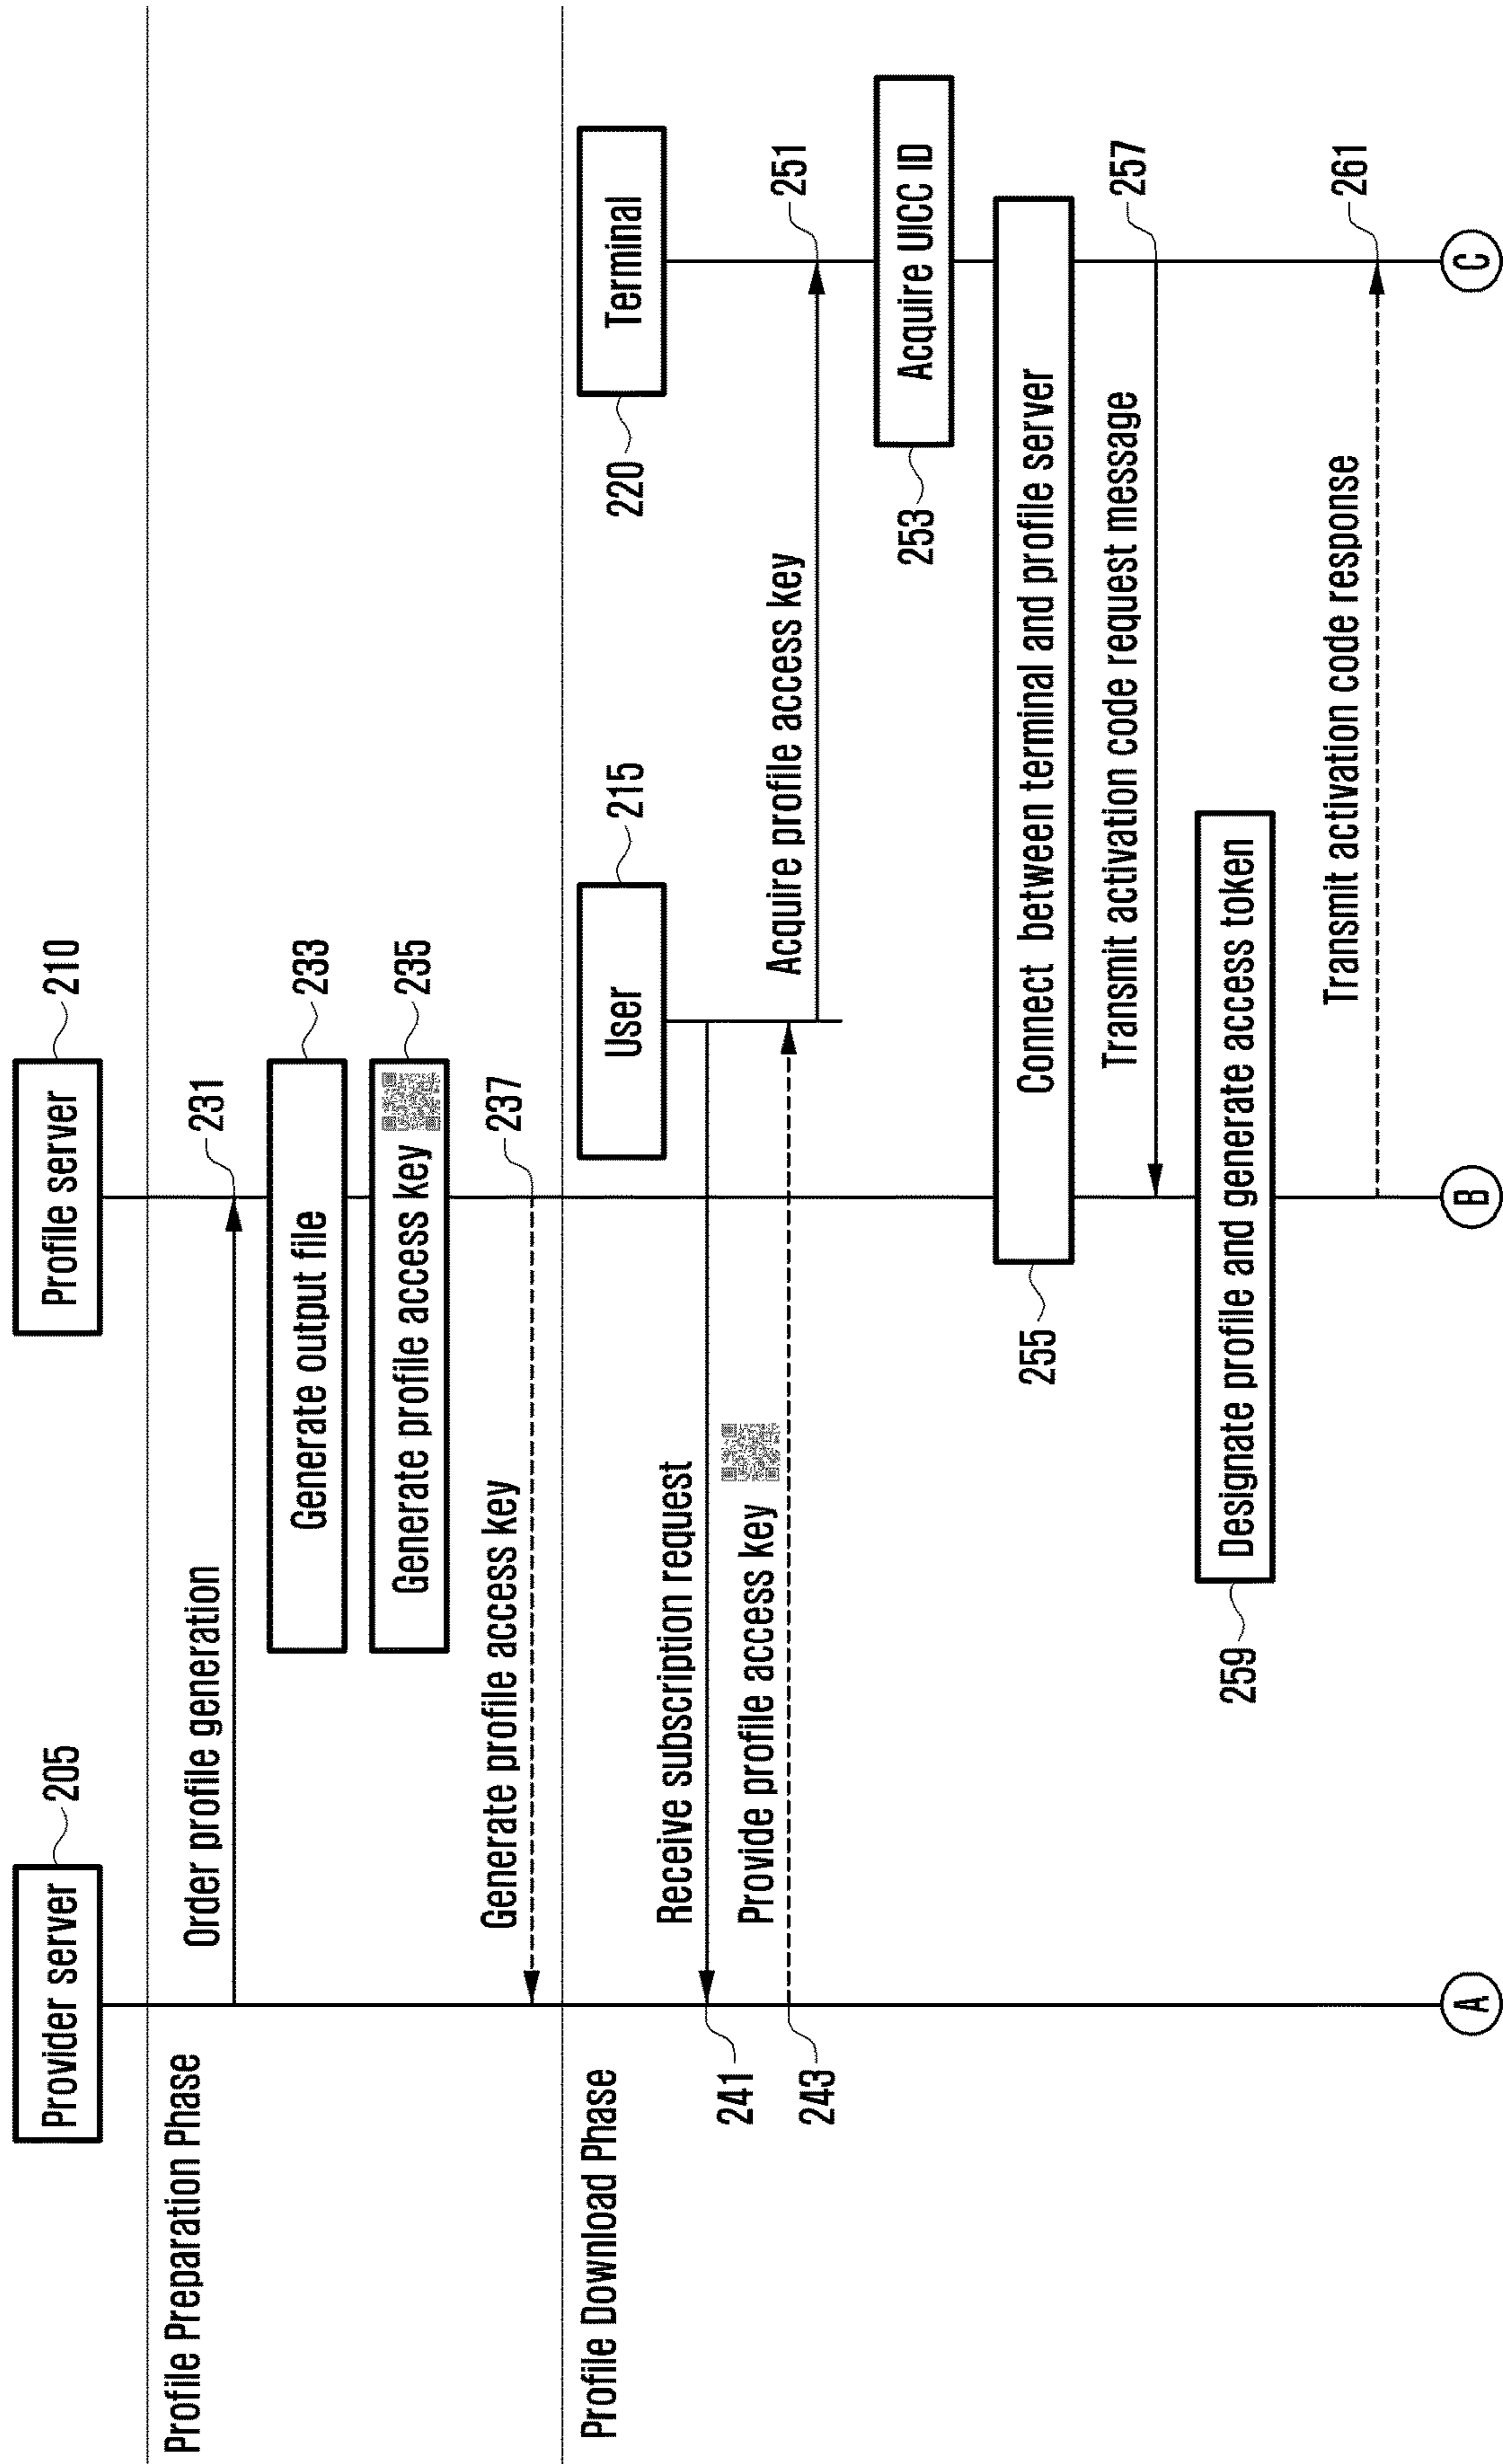 Provider server
205
Profile server
210
Profile Preparation Phase
Order profile generation
231
Generate output file
233
Generate profile access key
235
Generate profile access key
237
Profile Download Phase
User
215
Terminal
220
Receive subscription request
241
Provide profile access key
243
Acquire profile access key
251
Acquire UICC ID
253
Connect between terminal and profile server
255
Transmit activation code request message
257
Designate profile and generate access token
259
Transmit activation code response
261
A
B
C